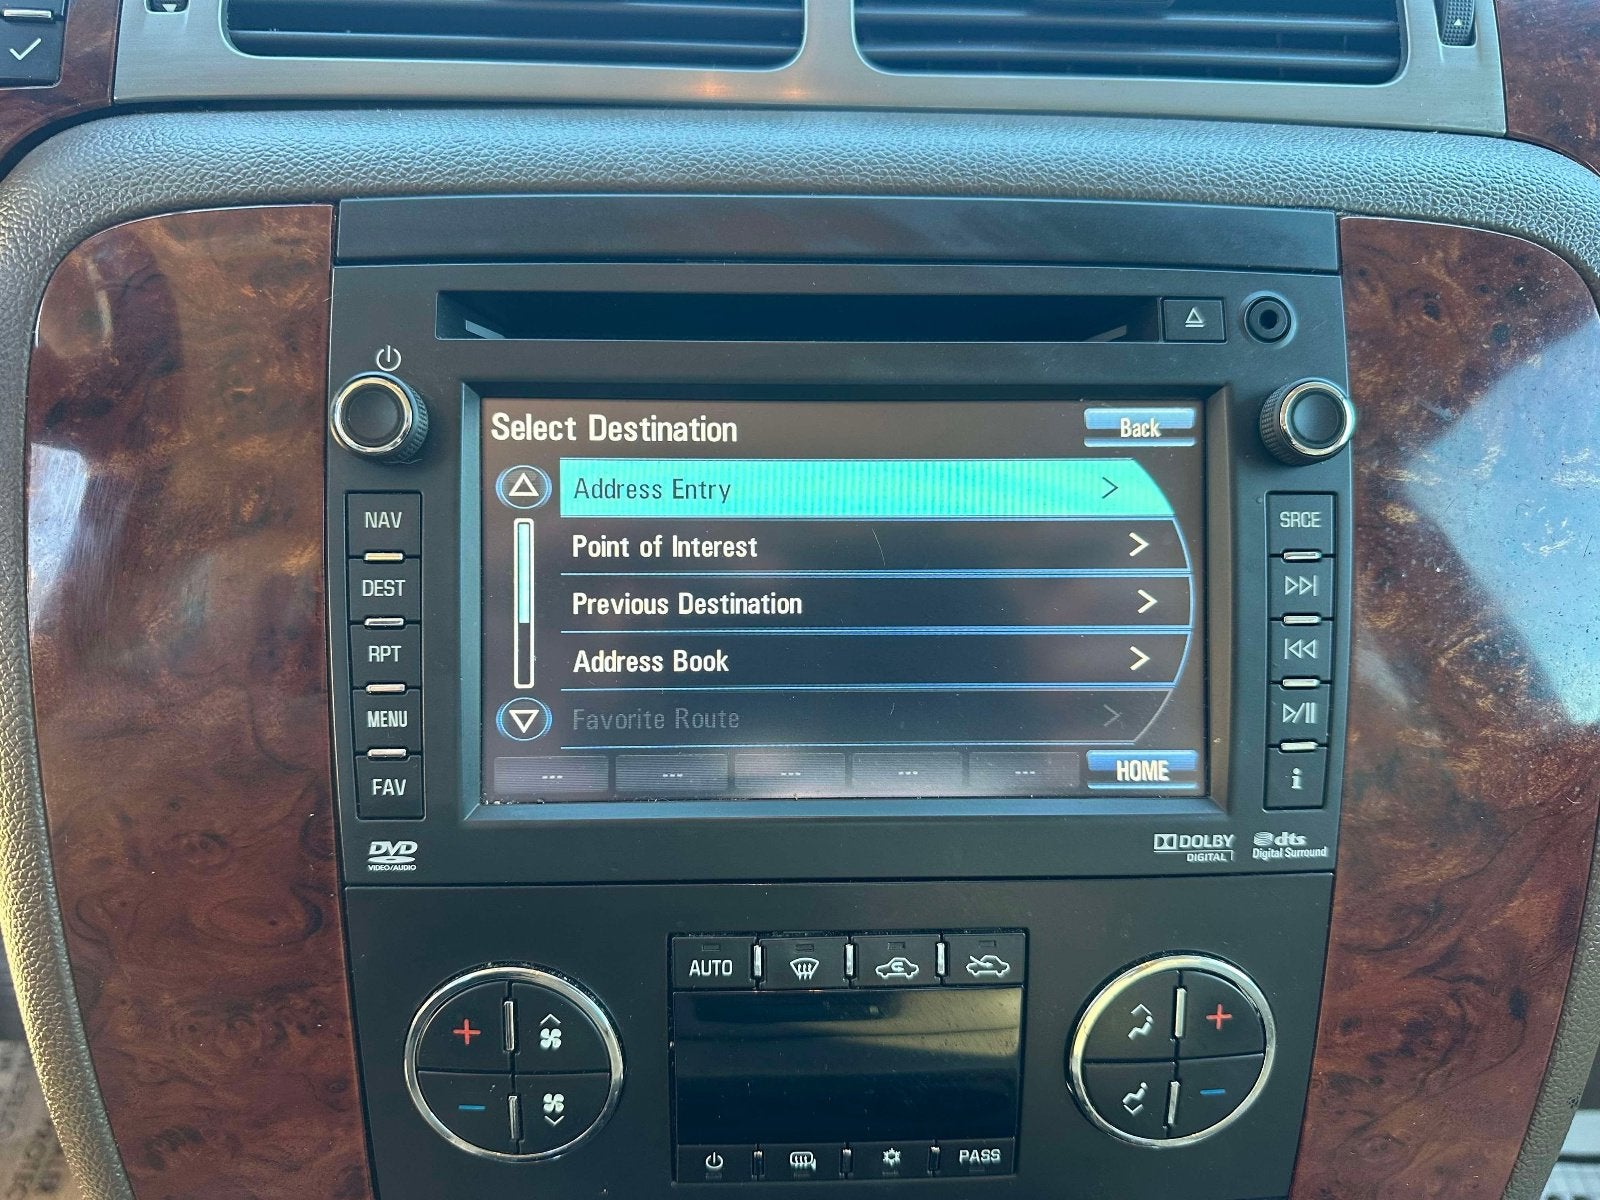 Select Destination
Back
Address Entry
Point of Interest
Previous Destination
Address Book
Favorite Route
--- --- --- --- ---
HOME
NAV
DEST
RPT
MENU
FAV
SRCE
i
DVD
VIDEO/AUDIO
DOLBY
DIGITAL
dts
Digital Surround
AUTO
PASS